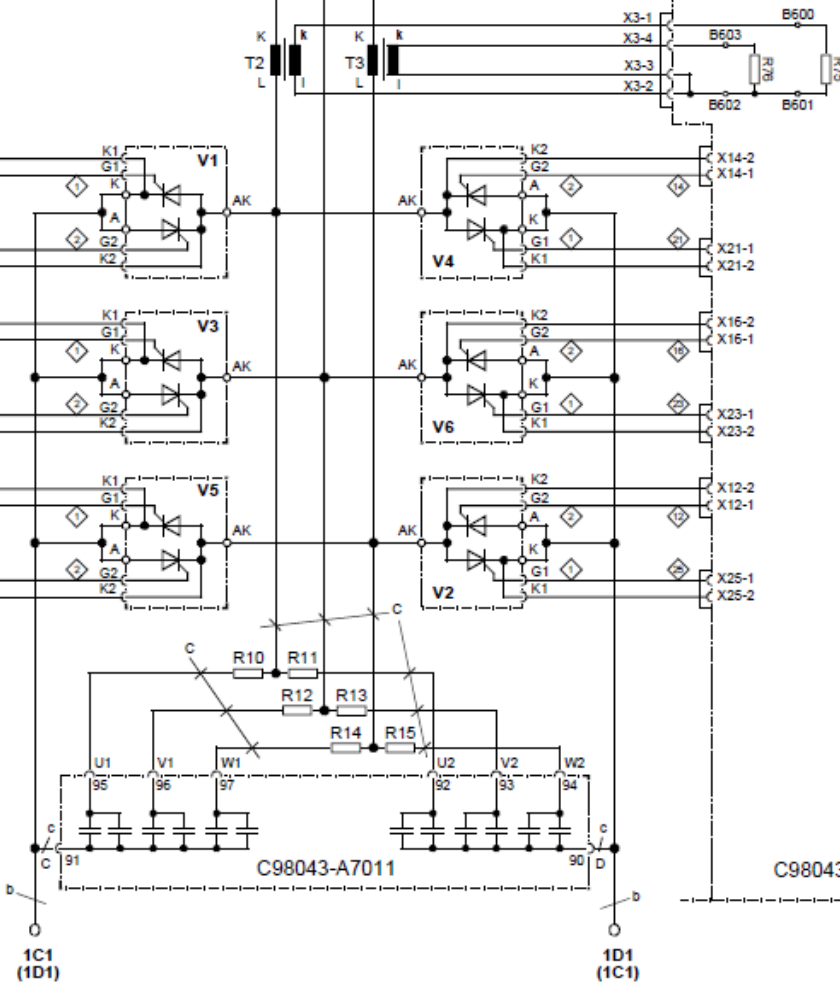 X3-1
B600
K
k
K
k
X3-4
B603
T2
T3
X3-3
R76
L
l
L
l
X3-2
B602
B601
K1
V1
K2
X14-2
G1
G2
X14-1
1
K
AK
AK
A
2
14
A
K
2
G2
G1
1
21
X21-1
K2
V4
K1
X21-2
K1
V3
K2
X16-2
G1
G2
X16-1
1
K
AK
AK
A
2
16
A
K
2
G2
G1
1
23
X23-1
K2
V6
K1
X23-2
K1
V5
K2
X12-2
G1
G2
X12-1
1
K
AK
AK
A
2
12
A
K
2
G2
G1
1
25
X25-1
K2
V2
K1
X25-2
C
C
R10
R11
R12
R13
R14
R15
U1
V1
W1
U2
V2
W2
95
96
97
92
93
94
c
c
C
91
C98043-A7011
90
D
C98043
b
b
1C1
(1D1)
1D1
(1C1)